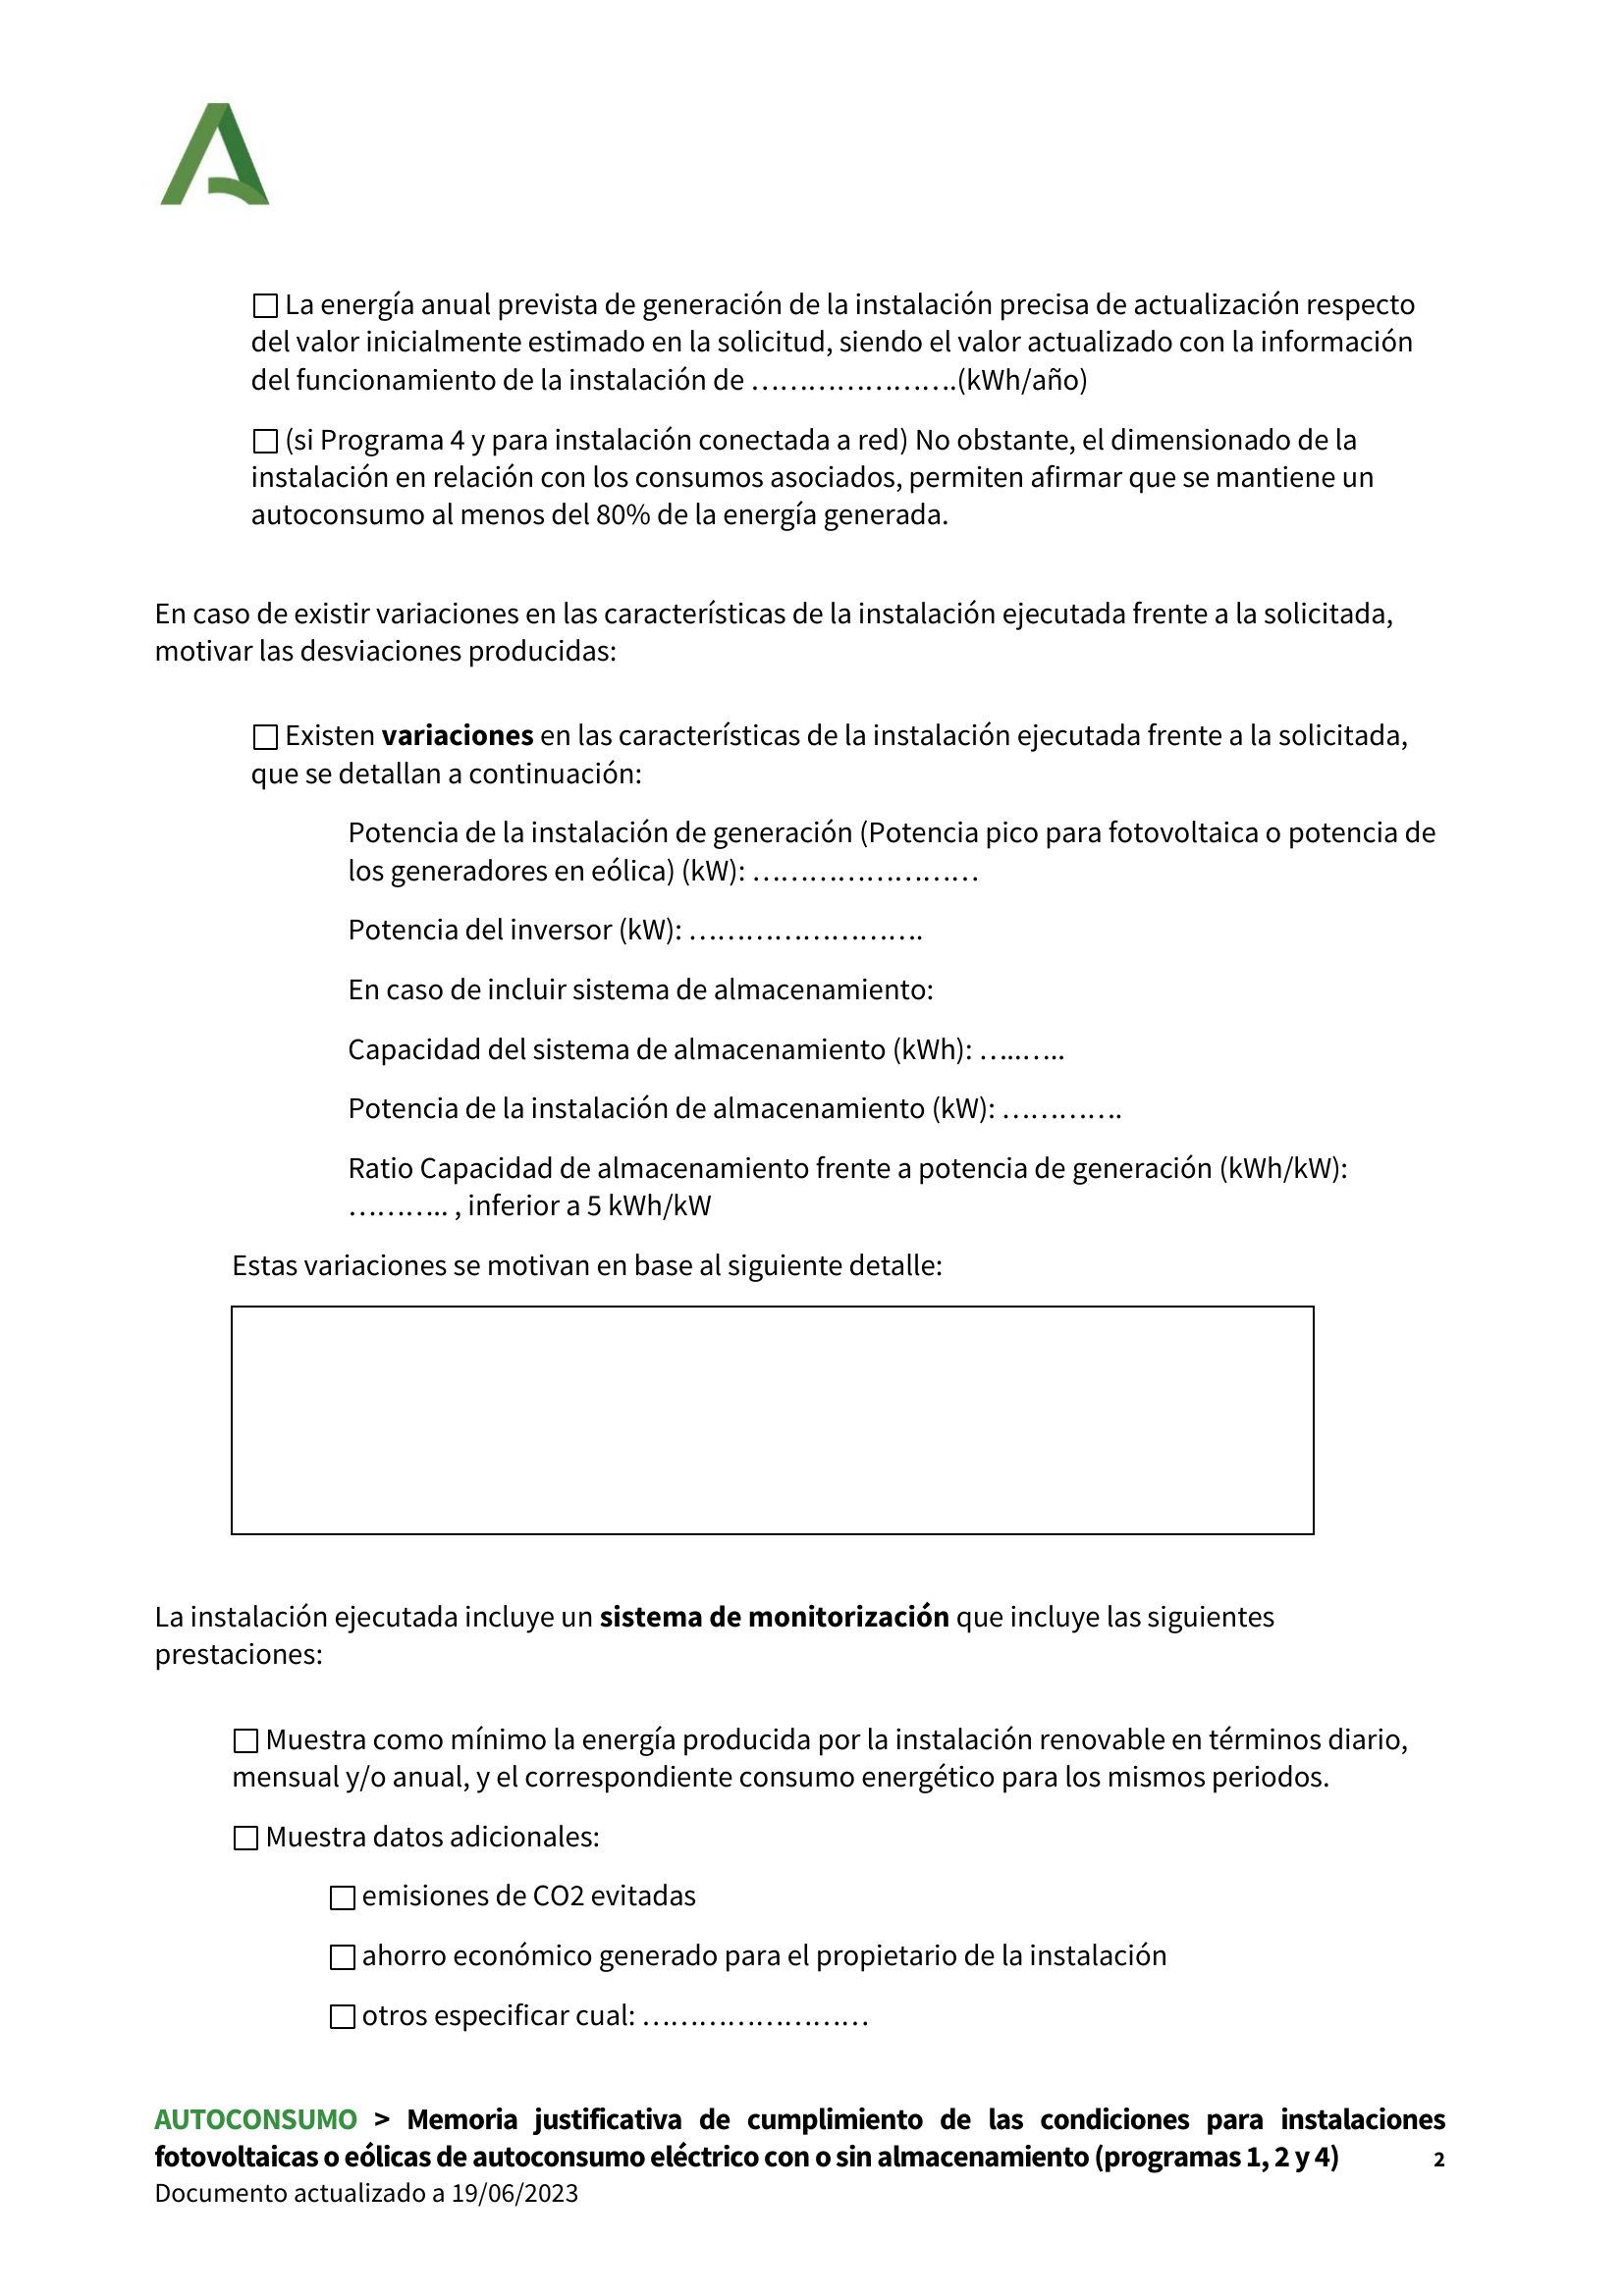 ☐ La energía anual prevista de generación de la instalación precisa de actualización respecto
del valor inicialmente estimado en la solicitud, siendo el valor actualizado con la información
del funcionamiento de la instalación de ………………….(kWh/año)
☐ (si Programa 4 y para instalación conectada a red) No obstante, el dimensionado de la
instalación en relación con los consumos asociados, permiten afirmar que se mantiene un
autoconsumo al menos del 80% de la energía generada.
En caso de existir variaciones en las características de la instalación ejecutada frente a la solicitada,
motivar las desviaciones producidas:
☐ Existen variaciones en las características de la instalación ejecutada frente a la solicitada,
que se detallan a continuación:
Potencia de la instalación de generación (Potencia pico para fotovoltaica o potencia de
los generadores en eólica) (kW): ……………………
Potencia del inversor (kW): …………………….
En caso de incluir sistema de almacenamiento:
Capacidad del sistema de almacenamiento (kWh): …..…..
Potencia de la instalación de almacenamiento (kW): ………….
Ratio Capacidad de almacenamiento frente a potencia de generación (kWh/kW):
……….. , inferior a 5 kWh/kW
Estas variaciones se motivan en base al siguiente detalle:
La instalación ejecutada incluye un sistema de monitorización que incluye las siguientes
prestaciones:
☐ Muestra como mínimo la energía producida por la instalación renovable en términos diario,
mensual y/o anual, y el correspondiente consumo energético para los mismos periodos.
☐ Muestra datos adicionales:
☐ emisiones de CO2 evitadas
☐ ahorro económico generado para el propietario de la instalación
☐ otros especificar cual: ……………………
AUTOCONSUMO > Memoria justificativa de cumplimiento de las condiciones para instalaciones
fotovoltaicas o eólicas de autoconsumo eléctrico con o sin almacenamiento (programas 1, 2 y 4) 2
Documento actualizado a 19/06/2023